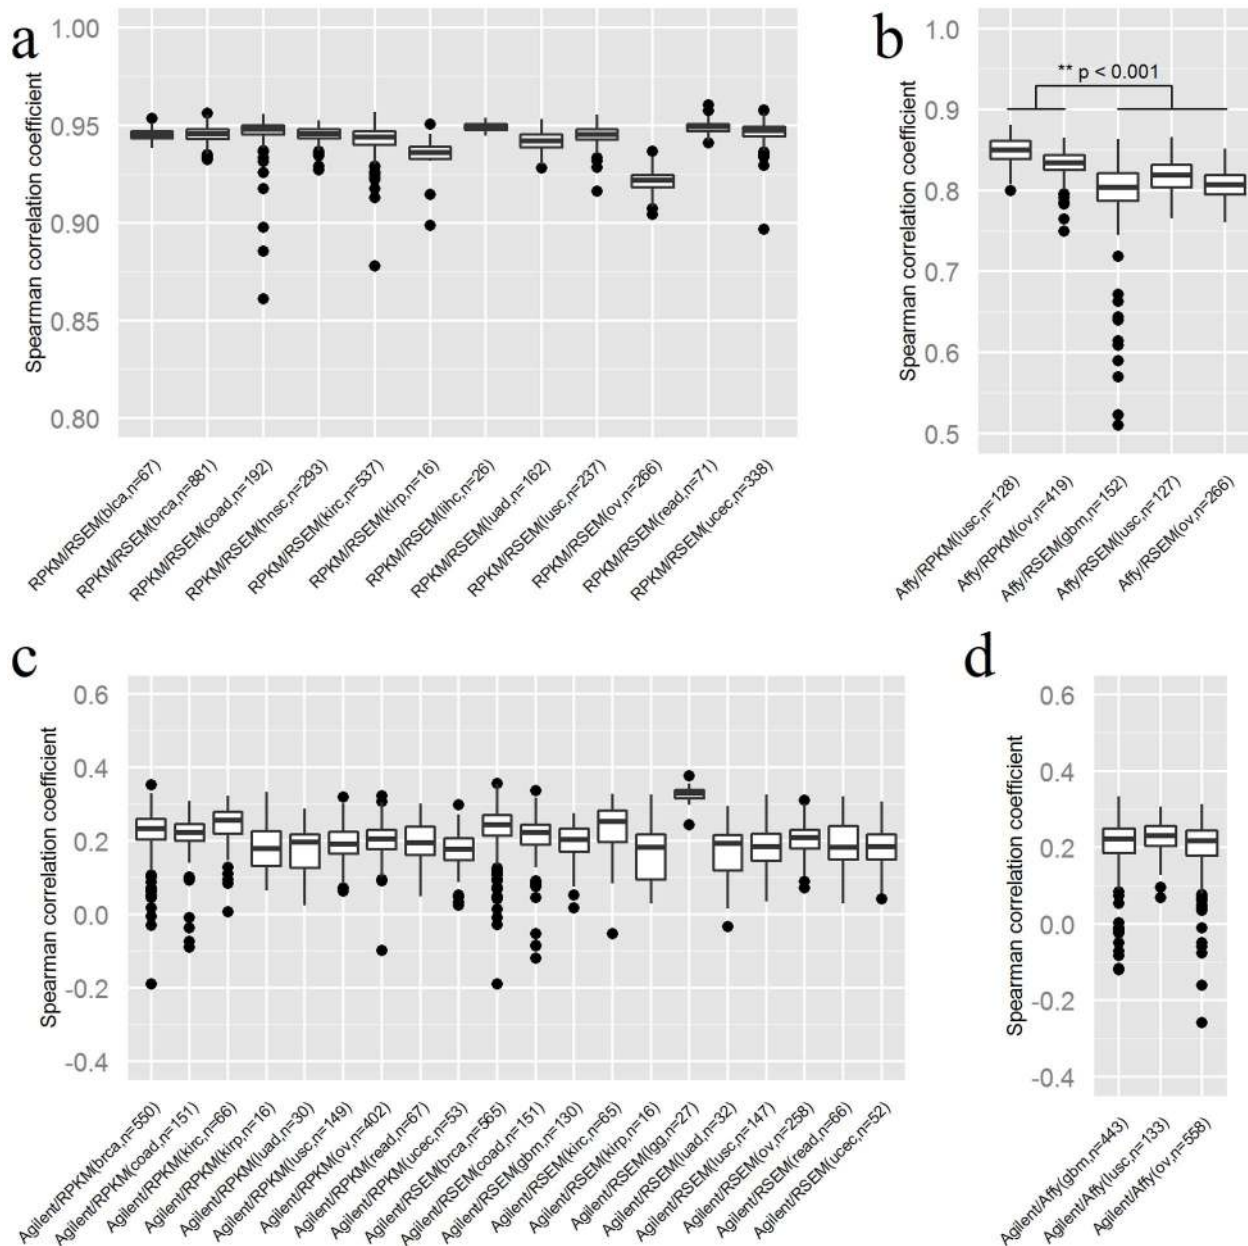 a
1.00
0.95
0.90
0.85
0.80
Spearman correlation coefficient
RPKM/RSEM(blca,n=67)
RPKM/RSEM(brca,n=881)
RPKM/RSEM(coad,n=192)
RPKM/RSEM(hnsc,n=293)
RPKM/RSEM(kirc,n=537)
RPKM/RSEM(kirp,n=16)
RPKM/RSEM(lihc,n=26)
RPKM/RSEM(luad,n=162)
RPKM/RSEM(lusc,n=237)
RPKM/RSEM(ov,n=266)
RPKM/RSEM(read,n=71)
RPKM/RSEM(ucec,n=338)
b
1.0
0.9
0.8
0.7
0.6
0.5
Spearman correlation coefficient
** p < 0.001
Affy/RPKM(lusc,n=128)
Affy/RPKM(ov,n=419)
Affy/RSEM(gbm,n=152)
Affy/RSEM(lusc,n=127)
Affy/RSEM(ov,n=266)
c
0.6
0.4
0.2
0.0
-0.2
-0.4
Spearman correlation coefficient
Agilent/RPKM(brca,n=550)
Agilent/RPKM(coad,n=151)
Agilent/RPKM(kirc,n=66)
Agilent/RPKM(kirp,n=16)
Agilent/RPKM(luad,n=30)
Agilent/RPKM(lusc,n=149)
Agilent/RPKM(ov,n=402)
Agilent/RPKM(read,n=67)
Agilent/RPKM(ucec,n=53)
Agilent/RSEM(brca,n=565)
Agilent/RSEM(coad,n=151)
Agilent/RSEM(gbm,n=130)
Agilent/RSEM(kirc,n=65)
Agilent/RSEM(kirp,n=16)
Agilent/RSEM(lgg,n=27)
Agilent/RSEM(luad,n=32)
Agilent/RSEM(lusc,n=147)
Agilent/RSEM(ov,n=258)
Agilent/RSEM(read,n=66)
Agilent/RSEM(ucec,n=52)
d
0.6
0.4
0.2
0.0
-0.2
-0.4
Spearman correlation coefficient
Agilent/Affy(gbm,n=443)
Agilent/Affy(lusc,n=133)
Agilent/Affy(ov,n=558)